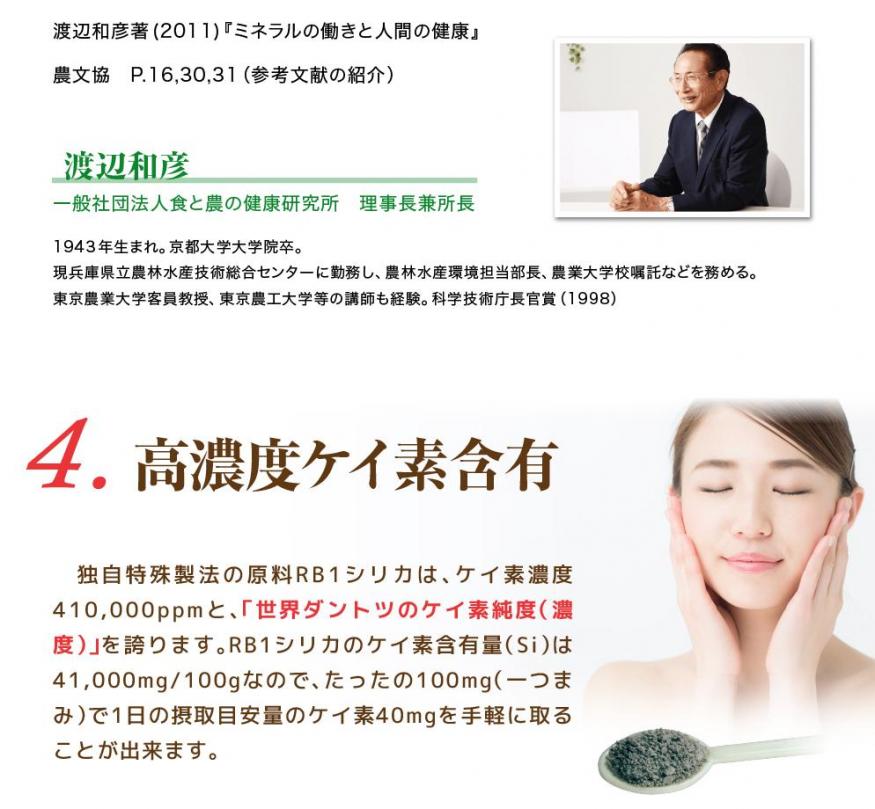 渡辺和彦著(2011)『ミネラルの働きと人間の健康』
農文協　P.16,30,31(参考文献の紹介)
渡辺和彦
一般社団法人食と農の健康研究所　理事長兼所長
1943年生まれ。京都大学大学院卒。
現兵庫県立農林水産技術総合センターに勤務し、農林水産環境担当部長、農業大学校嘱託などを務める。
東京農業大学客員教授、東京農工大学等の講師も経験。科学技術庁長官賞(1998)
4.高濃度ケイ素含有
独自特殊製法の原料RB1シリカは、ケイ素濃度
410,000ppmと、「世界ダントツのケイ素純度(濃
度)」を誇ります。RB1シリカのケイ素含有量(Si)は
41,000mg/100gなので、たったの100mg(一つま
み)で1日の摂取目安量のケイ素40mgを手軽に取る
ことが出来ます。